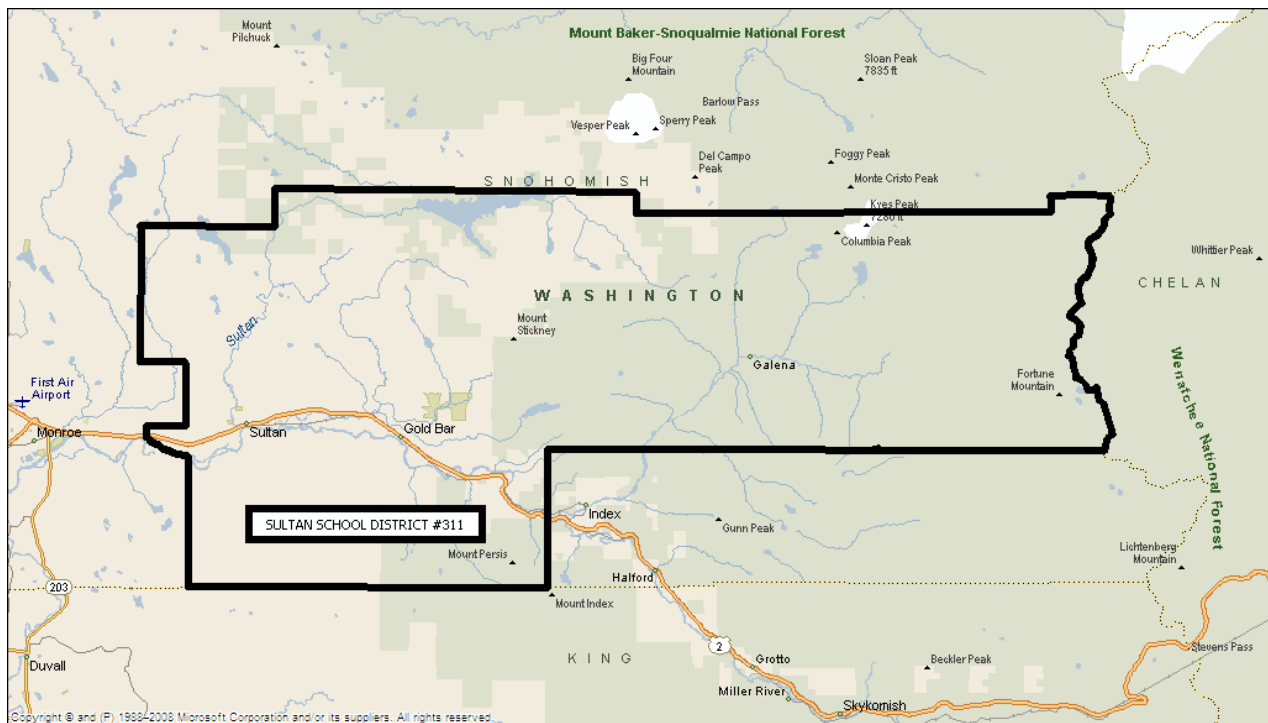 Mount
Pilchuck
Mount Baker-Snoqualmie National Forest
Big Four
Mountain
Sloan Peak
7835 ft
Barlow Pass
Vesper Peak
Sperry Peak
Del Campo
Peak
Foggy Peak
Monte Cristo Peak
SNOHOMISH
Kyes Peak
7280 ft
Columbia Peak
Whittier Peak
CHELAN
WASHINGTON
Sultan
Mount
Stickney
Galena
Fortune
Mountain
Wenatchee National Forest
First Air
Airport
Monroe
Sultan
Gold Bar
SULTAN SCHOOL DISTRICT #311
Index
Gunn Peak
Mount Persis
Halford
Lichtenberg
Mountain
203
Mount Index
2
KING
Duvall
Grotto
Beckler Peak
Stevens Pass
Miller River
Skykomish
Copyright © and (P) 1988–2008 Microsoft Corporation and/or its suppliers. All rights reserved.